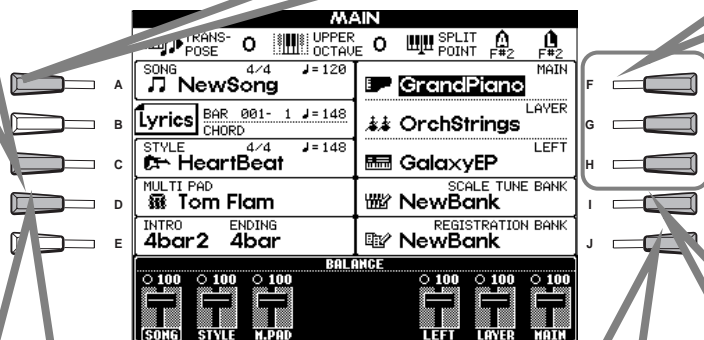 MAIN
TRANS-POSE 0 UPPER OCTAVE 0 SPLIT POINT A F#2 L F#2
A SONG 4/4 ♩=120 NewSong GrandPiano MAIN F
B Lyrics BAR 001- 1 ♩=148 CHORD OrchStrings LAYER G
C STYLE 4/4 ♩=148 HeartBeat GalaxyEP LEFT H
D MULTI PAD Tom Flam SCALE TUNE BANK NewBank I
E INTRO 4bar2 ENDING 4bar REGISTRATION BANK NewBank J
BALANCE
100 100 100 100 100 100
SONG STYLE M.PAD LEFT LAYER MAIN